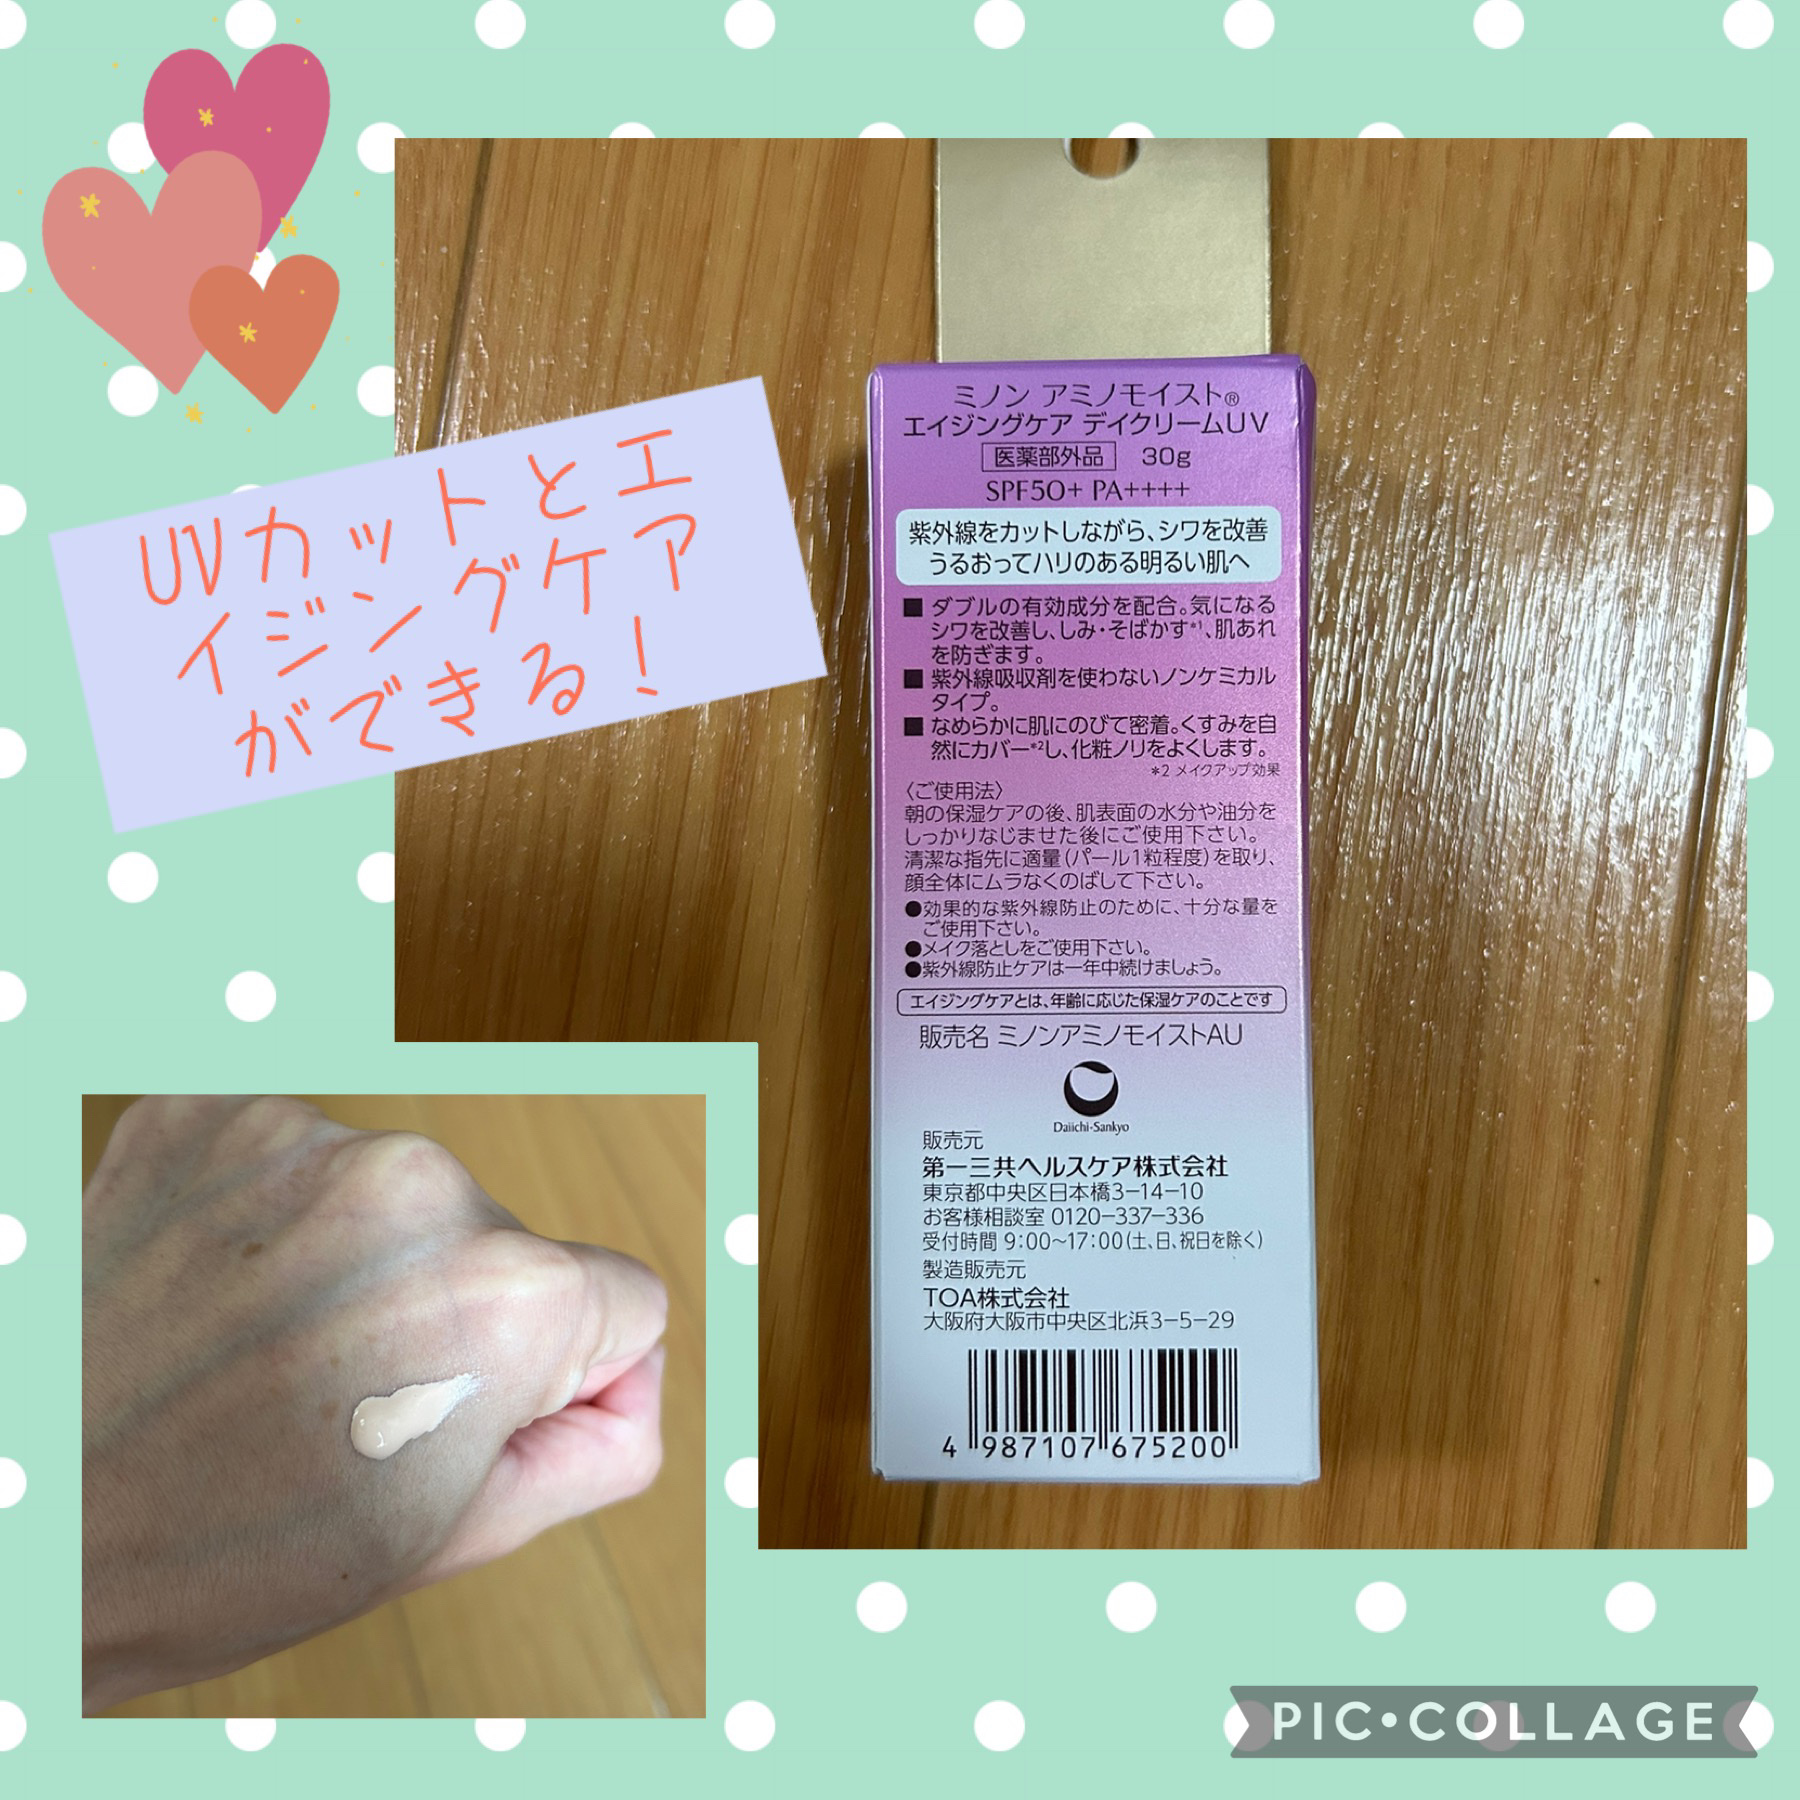 UVカットとエ
イジングケア
ができる!
ミノン アミノモイスト®
エイジングケア デイクリームUV
医薬部外品 30g
SPF50+ PA++++
紫外線をカットしながら、シワを改善
うるおってハリのある明るい肌へ
■ ダブルの有効成分を配合。気になる
シワを改善し、しみ・そばかす*1、肌あれ
を防ぎます。
■ 紫外線吸収剤を使わないノンケミカル
タイプ。
■ なめらかに肌にのびて密着。くすみを自
然にカバー*2し、化粧ノリをよくします。
*2 メイクアップ効果
〈ご使用法〉
朝の保湿ケアの後、肌表面の水分や油分を
しっかりなじませた後にご使用下さい。
清潔な指先に適量(パール1粒程度)を取り、
顔全体にムラなくのばして下さい。
●効果的な紫外線防止のために、十分な量を
ご使用下さい。
●メイク落としをご使用下さい。
●紫外線防止ケアは一年中続けましょう。
エイジングケアとは、年齢に応じた保湿ケアのことです
販売名 ミノンアミノモイストAU
Daiichi-Sankyo
販売元
第一三共ヘルスケア株式会社
東京都中央区日本橋3-14-10
お客様相談室 0120-337-336
受付時間 9:00~17:00(土、日、祝日を除く)
製造販売元
TOA株式会社
大阪府大阪市中央区北浜3-5-29
4 987107 675200
PIC•COLLAGE